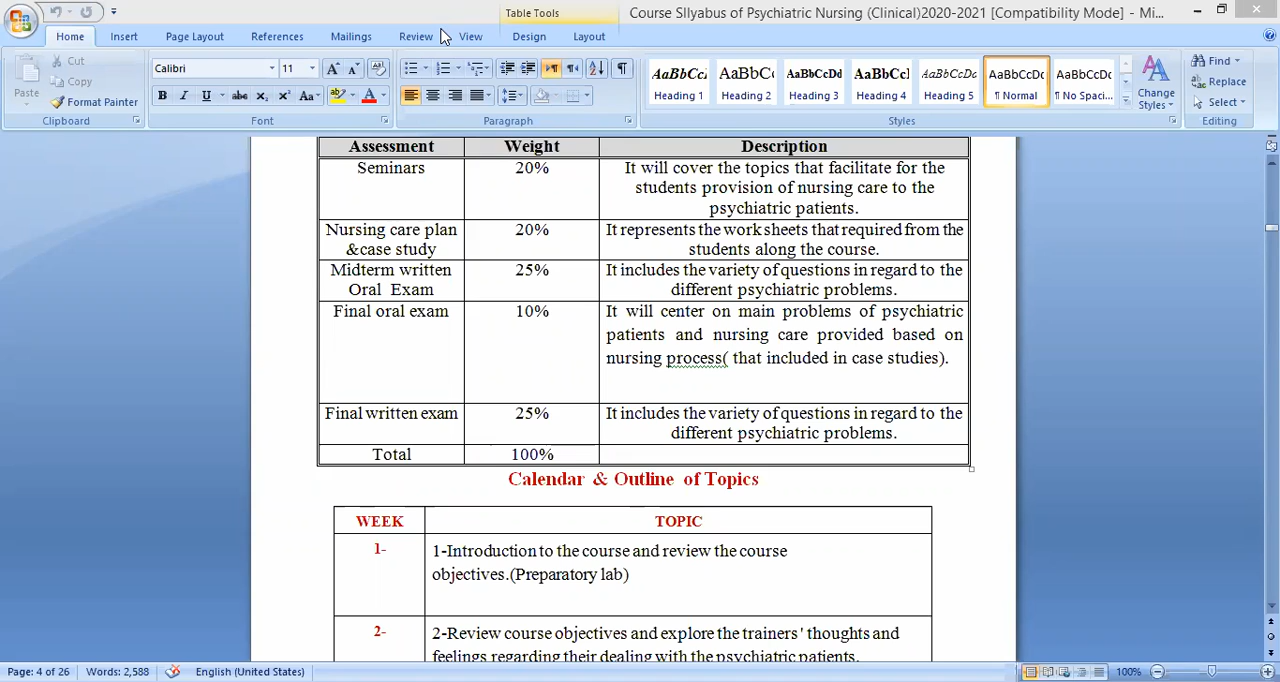 Table Tools
Course SIlyabus of Psychiatric Nursing (Clinical)2020-2021 [Compatibility Mode] - Mi...
Home Insert Page Layout References Mailings Review View Design Layout
Paste
Cut
Copy
Format Painter
Clipboard
Calibri 11
B I U abc X₂ X² Aa
Font
Paragraph
AaBbCc AaBbC AaBbCcD AaBbC AaBbCcDc AaBbCcDc AaBbCcDc
Heading 1 Heading 2 Heading 3 Heading 4 Heading 5 ¶ Normal ¶ No Spaci...
Change
Styles
Styles
Find
Replace
Select
Editing
Assessment Weight Description
Seminars 20% It will cover the topics that facilitate for the
students provision of nursing care to the
psychiatric patients.
Nursing care plan 20% It represents the work sheets that required from the
&case study students along the course.
Midterm written 25% It includes the variety of questions in regard to the
Oral Exam different psychiatric problems.
Final oral exam 10% It will center on main problems of psychiatric
patients and nursing care provided based on
nursing process( that included in case studies).
Final written exam 25% It includes the variety of questions in regard to the
different psychiatric problems.
Total 100%
Calendar & Outline of Topics
WEEK TOPIC
1- 1-Introduction to the course and review the course
objectives.(Preparatory lab)
2- 2-Review course objectives and explore the trainers' thoughts and
feelings regarding their dealing with the psychiatric patients.
Page: 4 of 26 Words: 2,588 English (United States) 100%